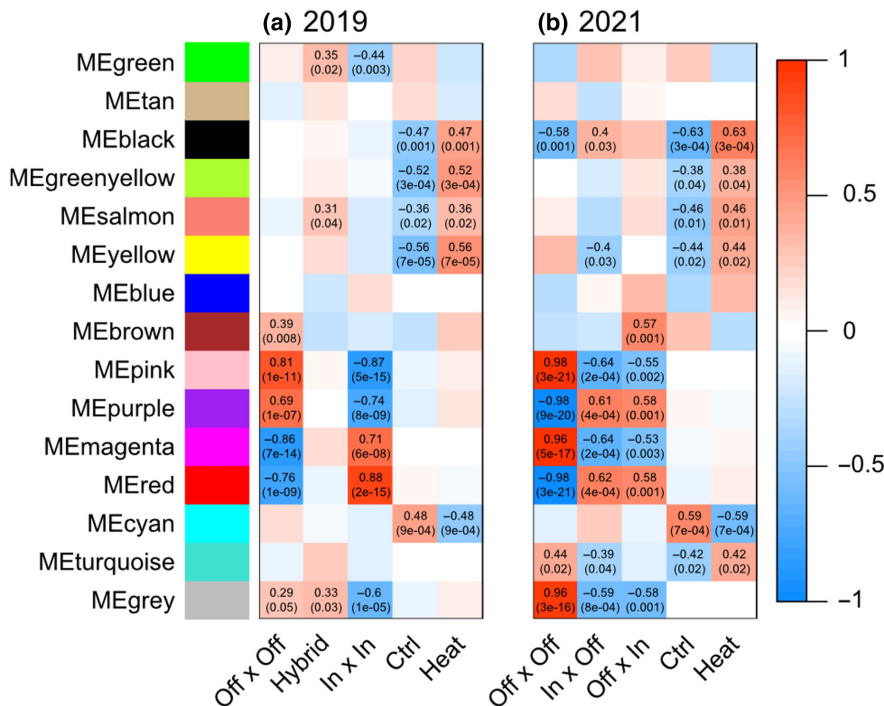 (a) 2019
(b) 2021
MEgreen 0.35 −0.44
(0.02) (0.003)
MEtan
MEblack −0.47 0.47 −0.58 0.4 −0.63 0.63
(0.001) (0.001) (0.001) (0.03) (3e-04) (3e-04)
MEgreenyellow −0.52 0.52 −0.38 0.38
(3e-04) (3e-04) (0.04) (0.04)
MEsalmon 0.31 −0.36 0.36 −0.46 0.46
(0.04) (0.02) (0.02) (0.01) (0.01)
MEyellow −0.56 0.56 −0.4 −0.44 0.44
(7e-05) (7e-05) (0.03) (0.02) (0.02)
MEblue
MEbrown 0.39 0.57
(0.008) (0.001)
MEpink 0.81 −0.87 0.98 −0.64 −0.55
(1e-11) (5e-15) (3e-21) (2e-04) (0.002)
MEpurple 0.69 −0.74 −0.98 0.61 0.58
(1e-07) (8e-09) (9e-20) (4e-04) (0.001)
MEmagenta −0.86 0.71 0.96 −0.64 −0.53
(7e-14) (6e-08) (5e-17) (2e-04) (0.003)
MEred −0.76 0.88 −0.98 0.62 0.58
(1e-09) (2e-15) (3e-21) (4e-04) (0.001)
MEcyan 0.48 −0.48 0.59 −0.59
(9e-04) (9e-04) (7e-04) (7e-04)
MEturquoise 0.44 −0.39 −0.42 0.42
(0.02) (0.04) (0.02) (0.02)
MEgrey 0.29 0.33 −0.6 0.96 −0.59 −0.58
(0.05) (0.03) (1e-05) (3e-16) (8e-04) (0.001)
Off x Off
Hybrid
In x In
Ctrl
Heat
Off x Off
In x Off
Off x In
Ctrl
Heat
1
0.5
0
−0.5
−1